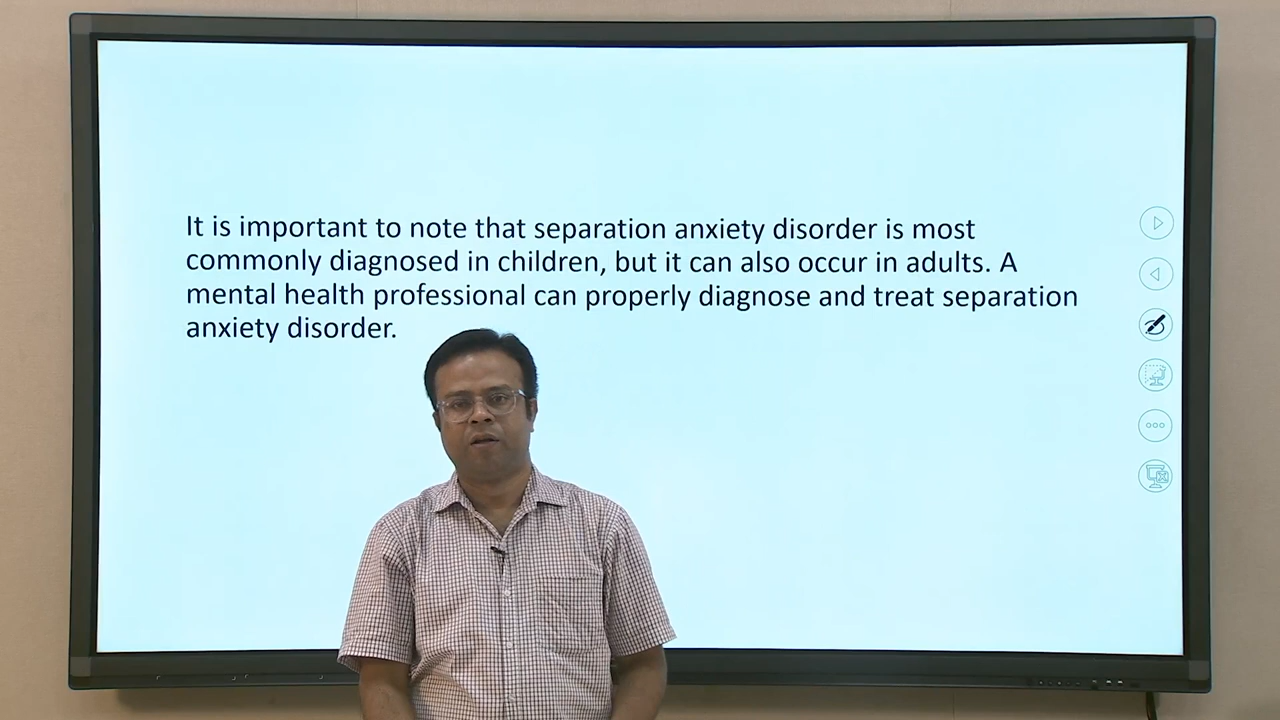 It is important to note that separation anxiety disorder is most
commonly diagnosed in children, but it can also occur in adults. A
mental health professional can properly diagnose and treat separation
anxiety disorder.